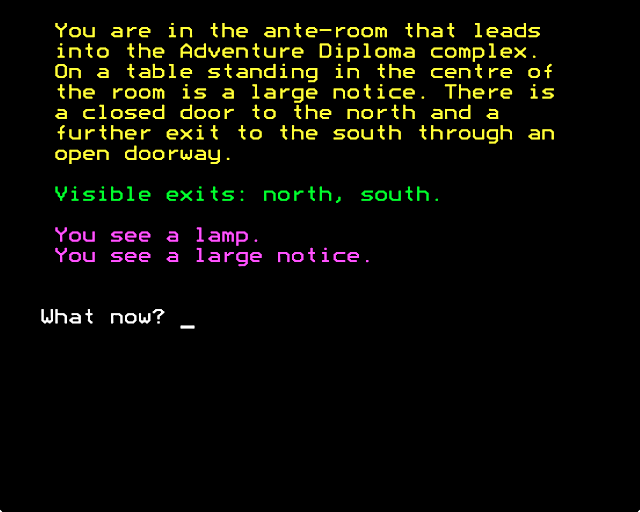 You are in the ante-room that leads
into the Adventure Diploma complex.
On a table standing in the centre of
the room is a large notice. There is
a closed door to the north and a
further exit to the south through an
open doorway.
Visible exits: north, south.
You see a lamp.
You see a large notice.
What now? _